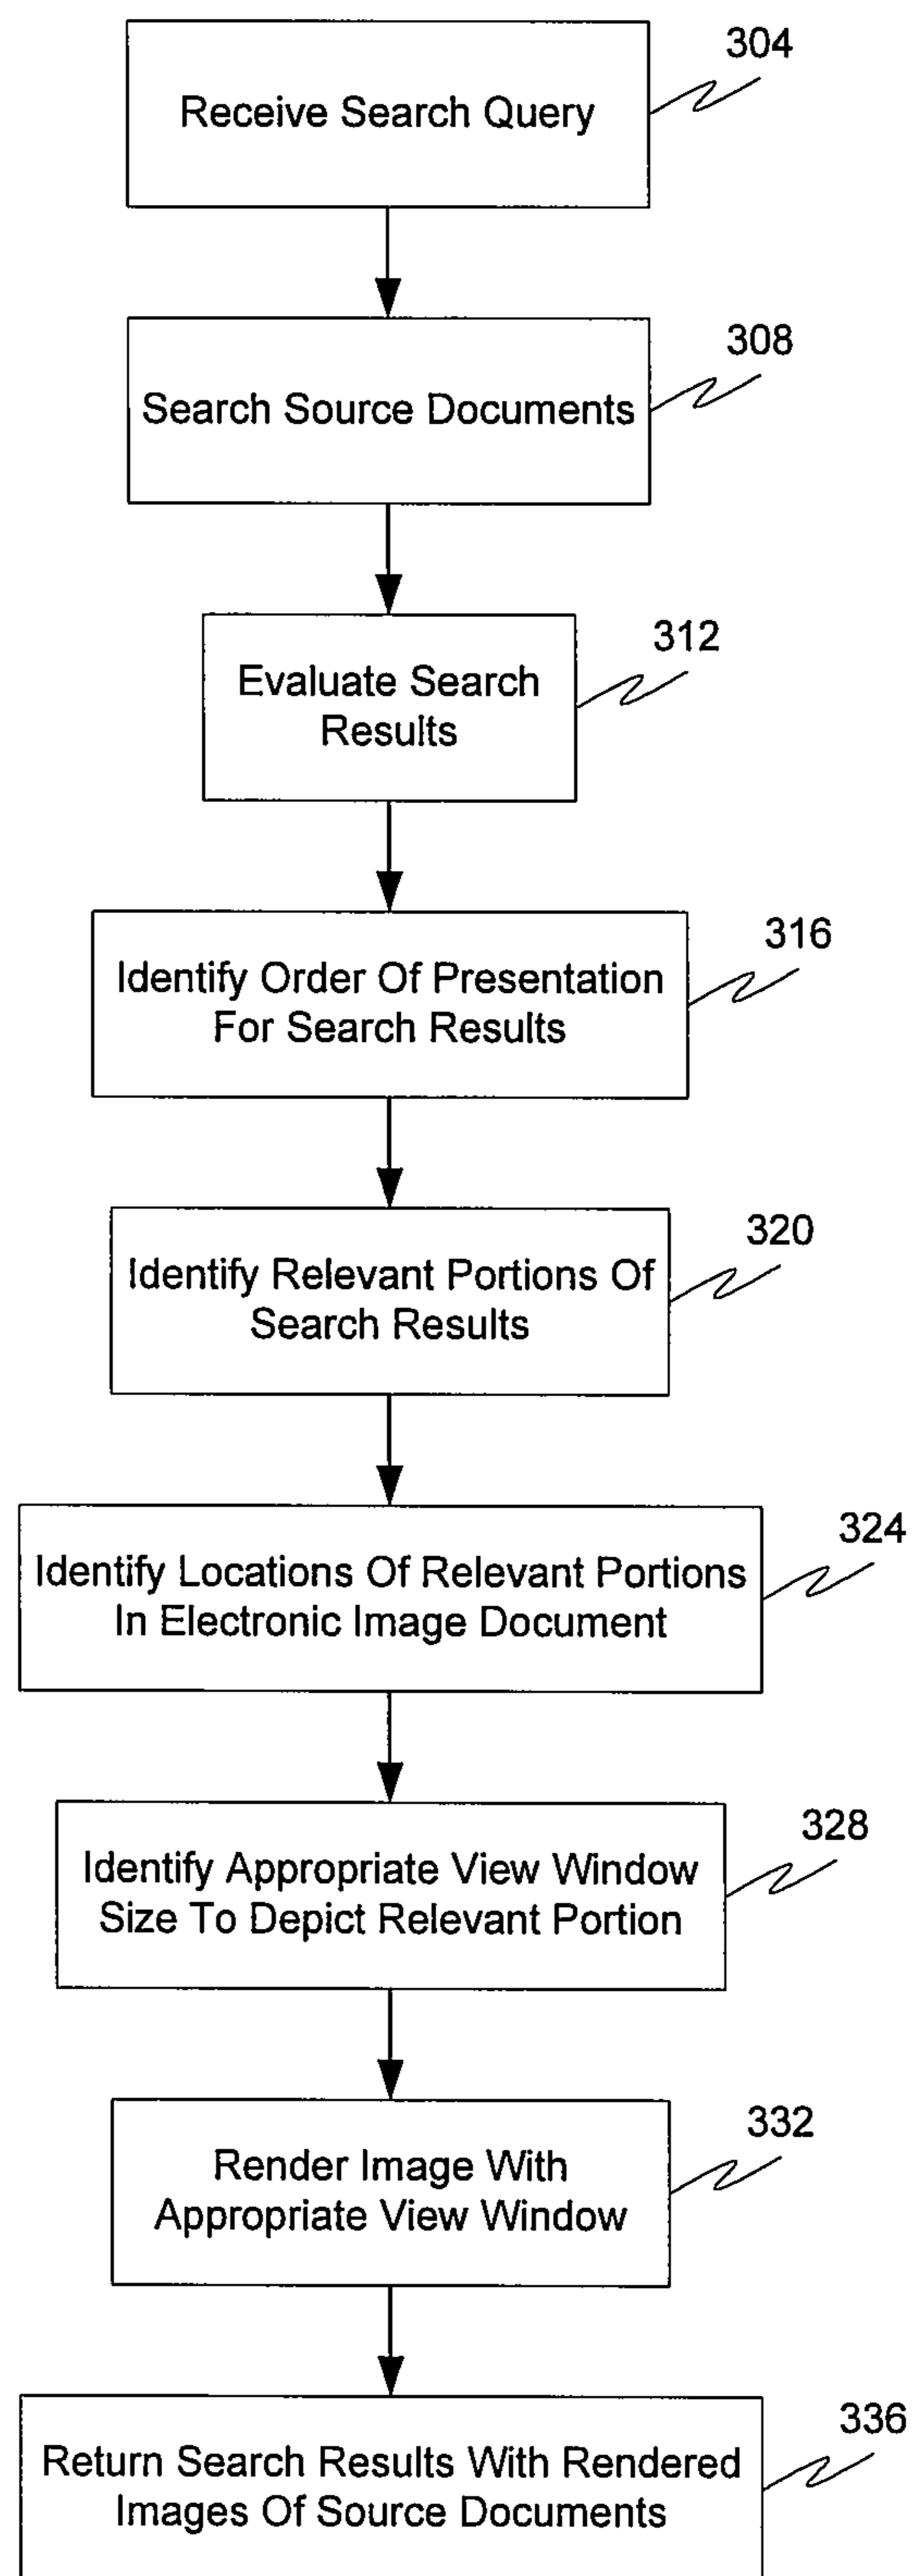 304
Receive Search Query
308
Search Source Documents
312
Evaluate Search
Results
316
Identify Order Of Presentation
For Search Results
320
Identify Relevant Portions Of
Search Results
324
Identify Locations Of Relevant Portions
In Electronic Image Document
328
Identify Appropriate View Window
Size To Depict Relevant Portion
332
Render Image With
Appropriate View Window
336
Return Search Results With Rendered
Images Of Source Documents